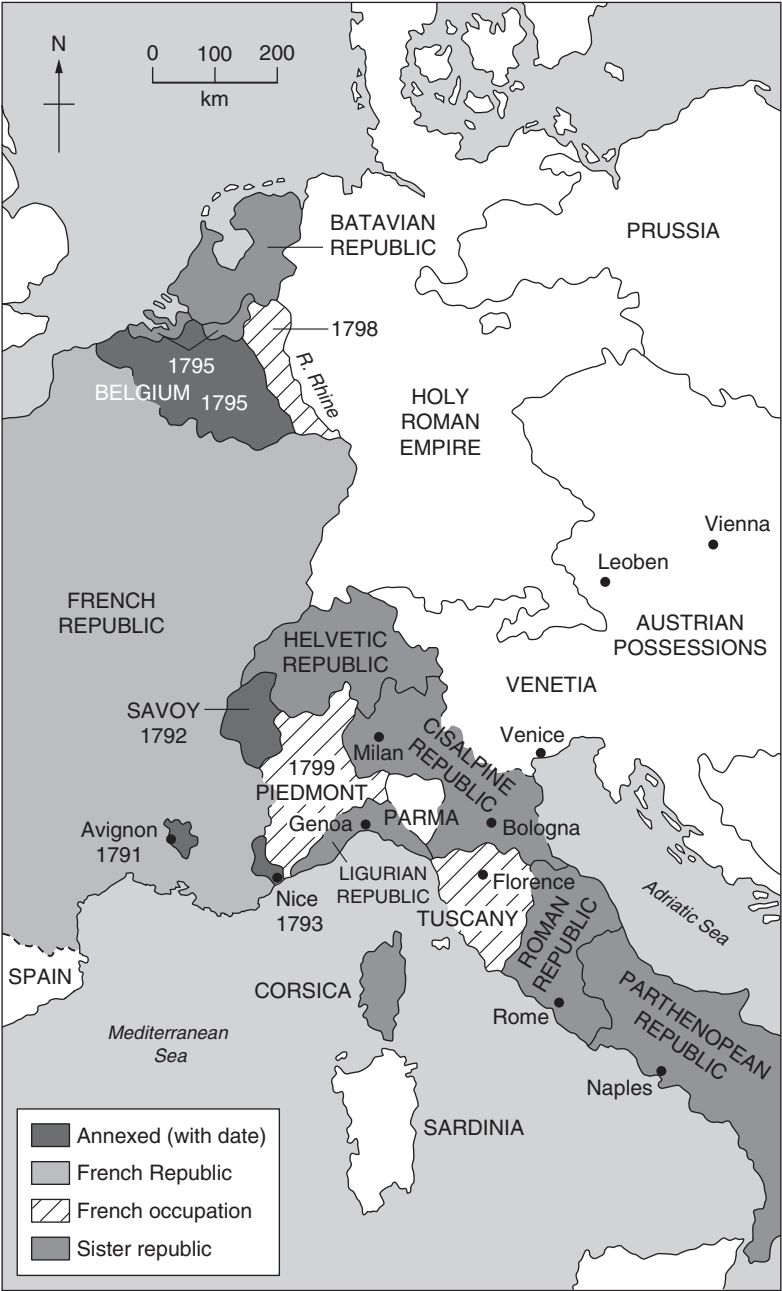 N
0 100 200
km
BATAVIAN
REPUBLIC
PRUSSIA
1798
1795
BELGIUM
1795
R. Rhine
HOLY
ROMAN
EMPIRE
Vienna
Leoben
FRENCH
REPUBLIC
AUSTRIAN
POSSESSIONS
HELVETIC
REPUBLIC
VENETIA
SAVOY
1792
Venice
CISALPINE
REPUBLIC
Milan
1799
PIEDMONT
Genoa
PARMA
Bologna
Avignon
1791
LIGURIAN
REPUBLIC
Florence
Nice
1793
TUSCANY
Adriatic Sea
ROMAN
REPUBLIC
SPAIN
CORSICA
Rome
PARTHENOPEAN
REPUBLIC
Mediterranean
Sea
Naples
SARDINIA
Annexed (with date)
French Republic
French occupation
Sister republic